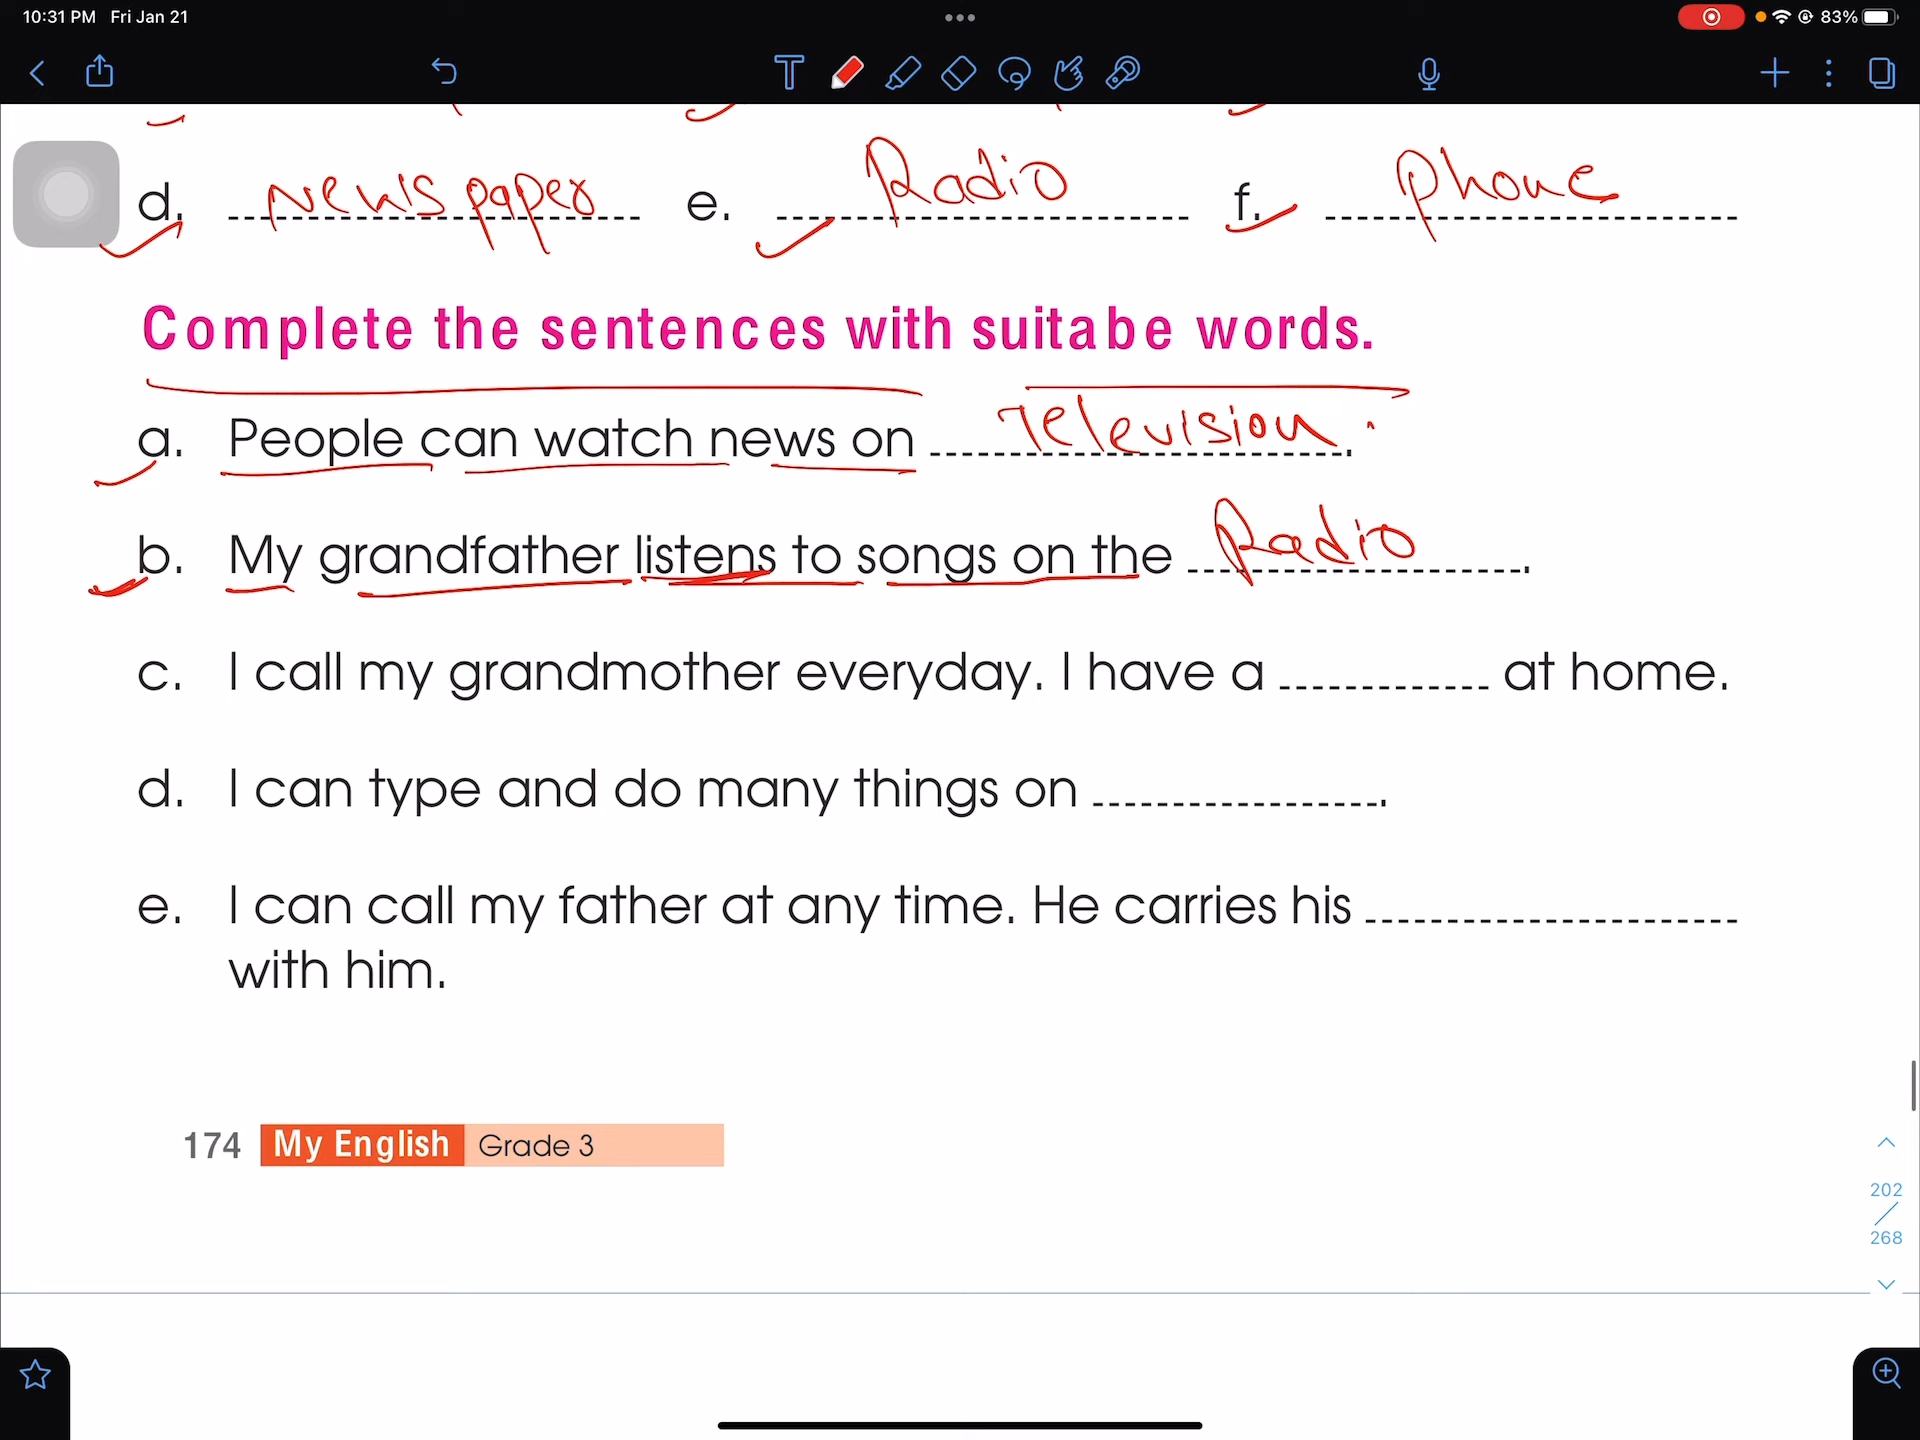 10:31 PM Fri Jan 21
83%
d. Newspaper e. Radio f. Phone
Complete the sentences with suitabe words.
a. People can watch news on Television.
b. My grandfather listens to songs on the Radio.
c. I call my grandmother everyday. I have a ............. at home.
d. I can type and do many things on ..................
e. I can call my father at any time. He carries his .......................
with him.
174 My English Grade 3
202
268